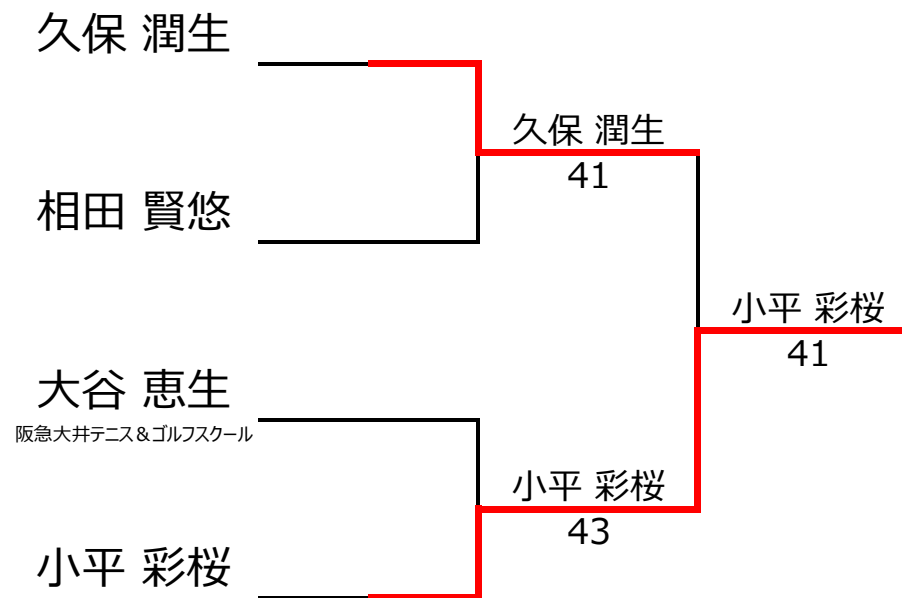 久保 潤生
久保 潤生
41
相田 賢悠
小平 彩桜
41
大谷 恵生
阪急大井テニス＆ゴルフスクール
小平 彩桜
43
小平 彩桜